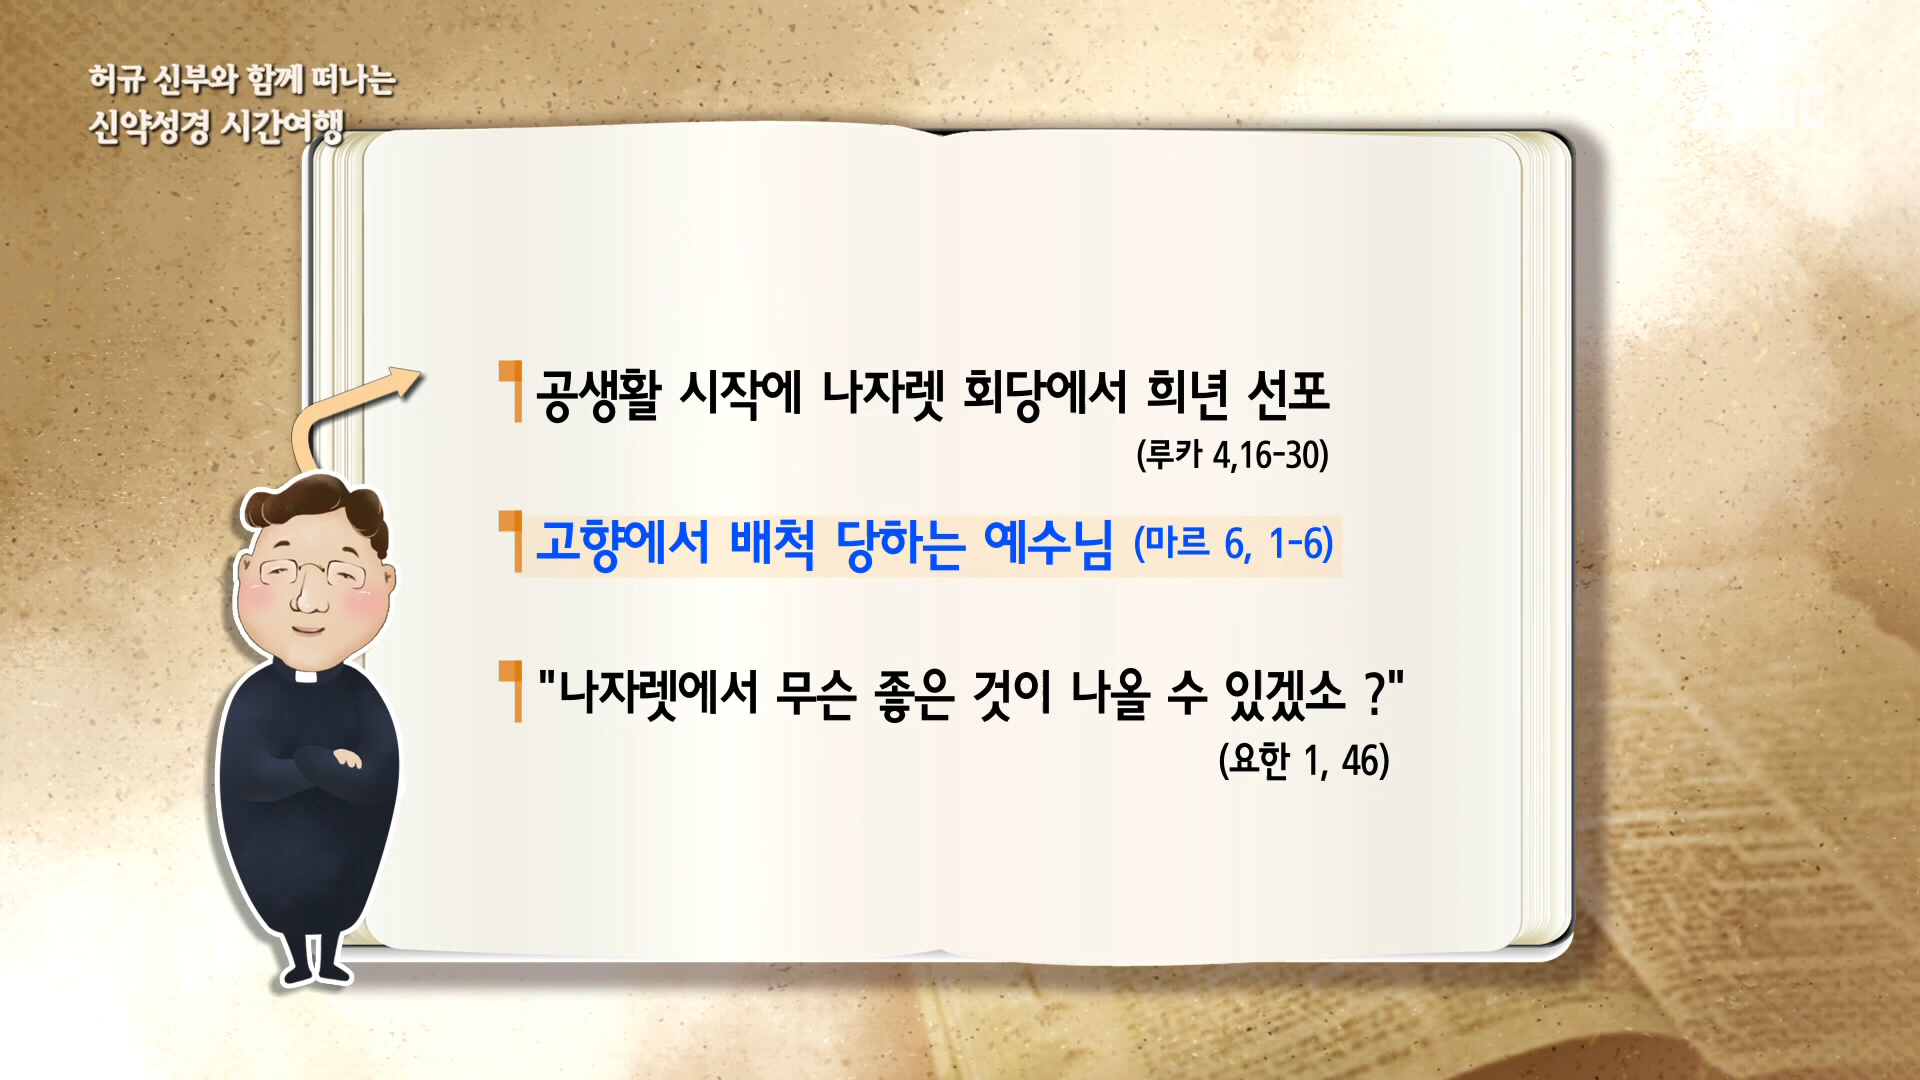 허규 신부와 함께 떠나는
신약성경 시간여행
공생활 시작에 나자렛 회당에서 희년 선포
(루카 4,16-30)
고향에서 배척 당하는 예수님 (마르 6, 1-6)
"나자렛에서 무슨 좋은 것이 나올 수 있겠소 ?"
(요한 1, 46)